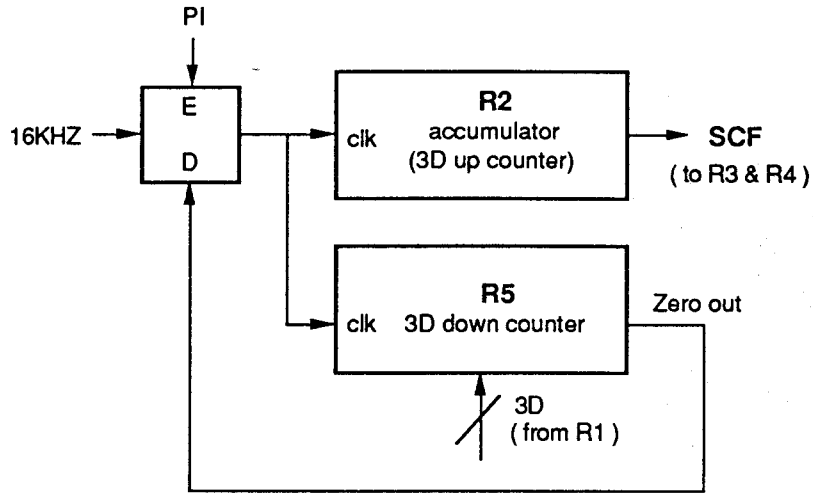 PI
E
16KHZ
D
R2
clk accumulator
(3D up counter)
SCF
( to R3 & R4 )
R5
clk 3D down counter
Zero out
3D
( from R1 )